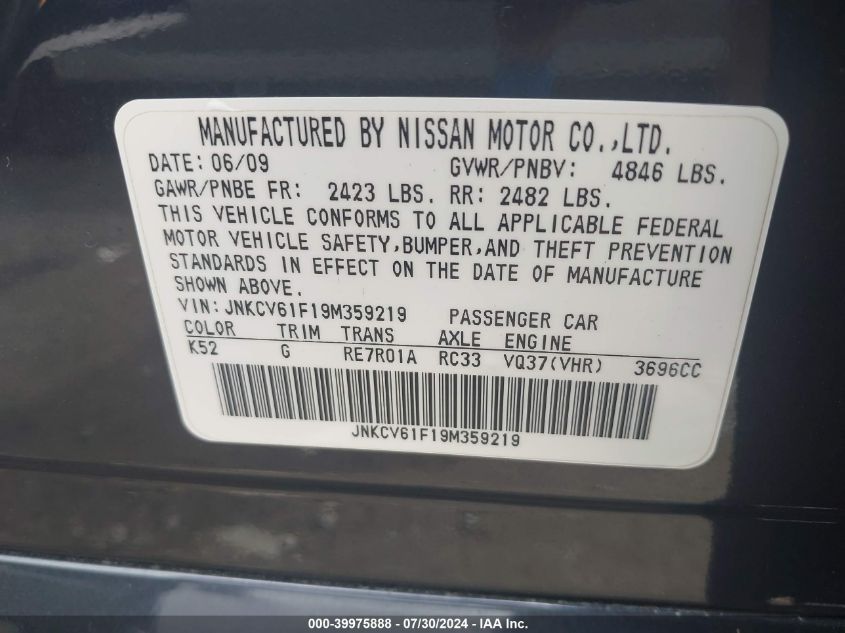 MANUFACTURED BY NISSAN MOTOR CO.,LTD.
DATE: 06/09 GVWR/PNBV: 4846 LBS.
GAWR/PNBE FR: 2423 LBS. RR: 2482 LBS.
THIS VEHICLE CONFORMS TO ALL APPLICABLE FEDERAL
MOTOR VEHICLE SAFETY,BUMPER,AND THEFT PREVENTION
STANDARDS IN EFFECT ON THE DATE OF MANUFACTURE
SHOWN ABOVE.
VIN: JNKCV61F19M359219 PASSENGER CAR
COLOR TRIM TRANS AXLE ENGINE
K52 G RE7R01A RC33 VQ37(VHR) 3696CC
JNKCV61F19M359219
000-39975888 - 07/30/2024 - IAA Inc.